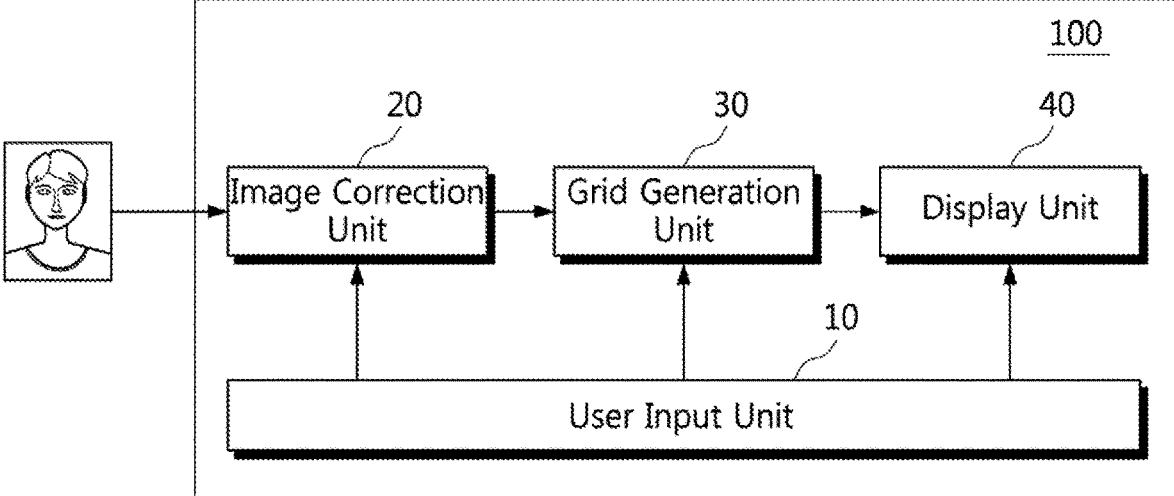 100
20
30
40
Image Correction
Unit
Grid Generation
Unit
Display Unit
10
User Input Unit